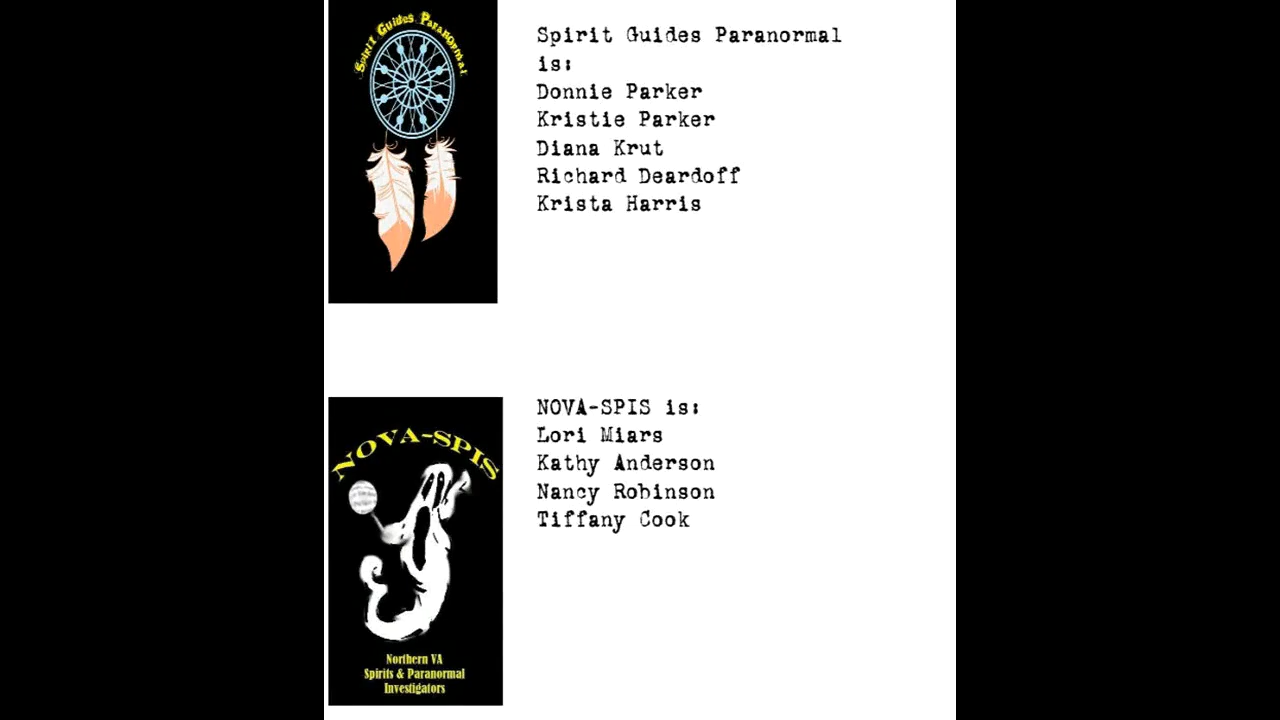 Spirit Guides Paranormal
Spirit Guides Paranormal
is:
Donnie Parker
Kristie Parker
Diana Krut
Richard Deardoff
Krista Harris
NOVA-SPIS
Northern VA
Spirits & Paranormal
Investigators
NOVA-SPIS is:
Lori Miars
Kathy Anderson
Nancy Robinson
Tiffany Cook